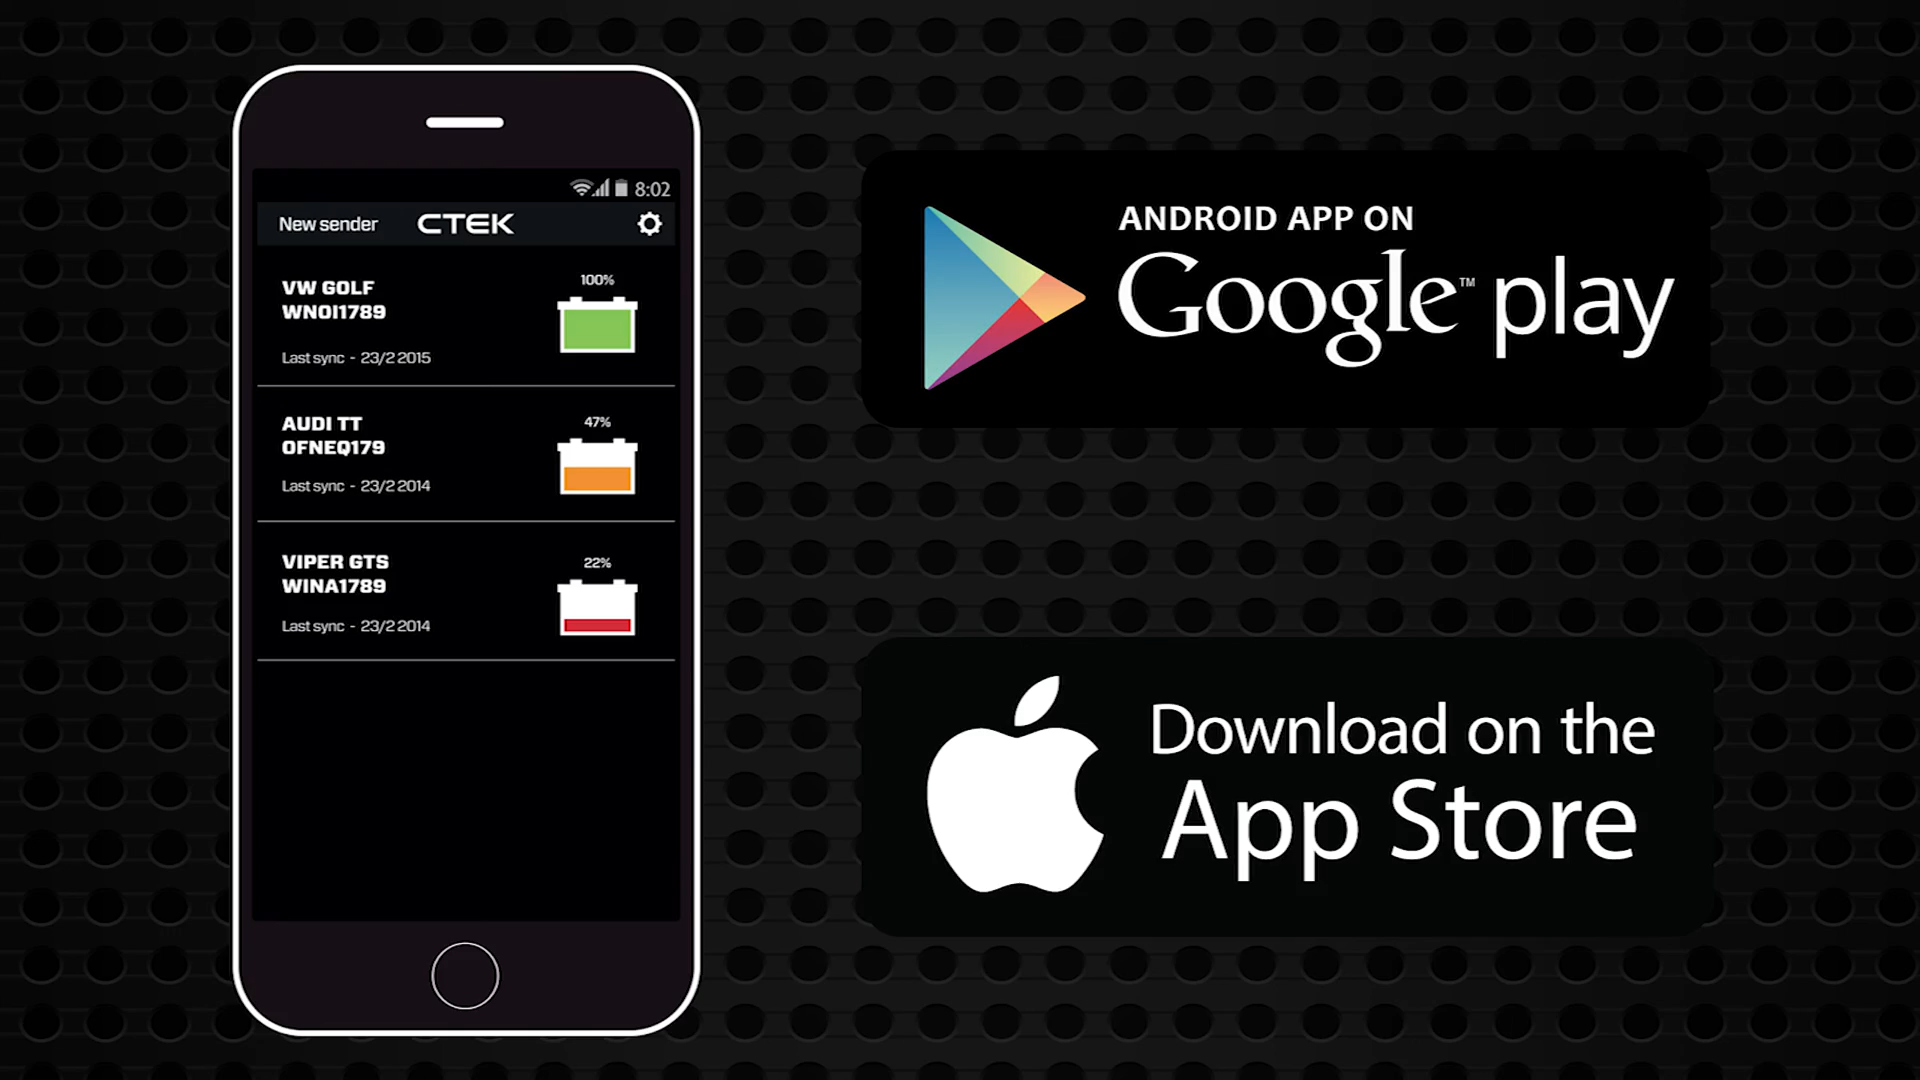 8:02
New sender CTEK
VW GOLF
WNOI1789
100%
Last sync - 23/2 2015
AUDI TT
OFNEQ179
47%
Last sync - 23/2 2014
VIPER GTS
WINA1789
22%
Last sync - 23/2 2014
ANDROID APP ON
Google™ play
Download on the
App Store